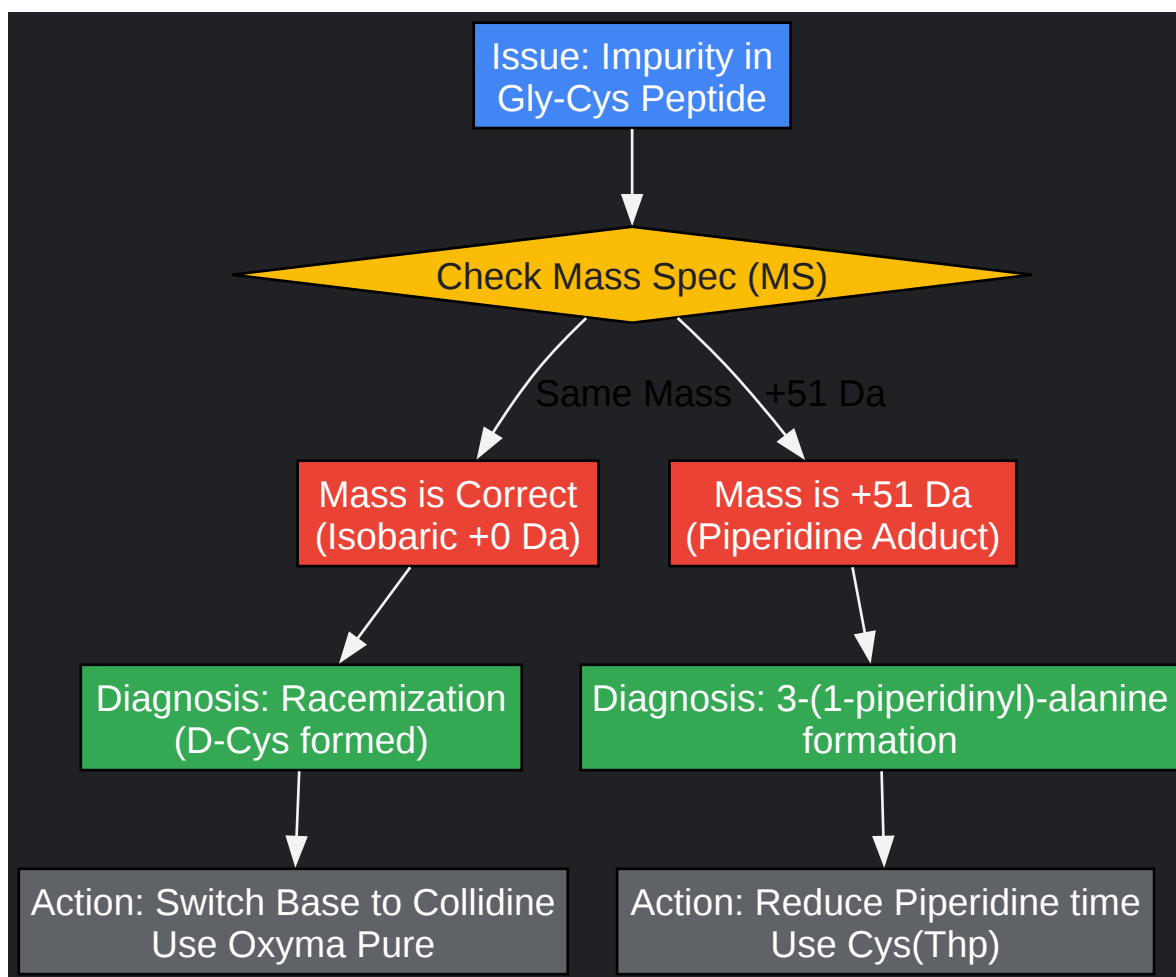 Issue: Impurity in
Gly-Cys Peptide
Check Mass Spec (MS)
Same Mass
+51 Da
Mass is Correct
(Isobaric +0 Da)
Mass is +51 Da
(Piperidine Adduct)
Diagnosis: Racemization
(D-Cys formed)
Diagnosis: 3-(1-piperidinyl)-alanine
formation
Action: Switch Base to Collidine
Use Oxyma Pure
Action: Reduce Piperidine time
Use Cys(Thp)